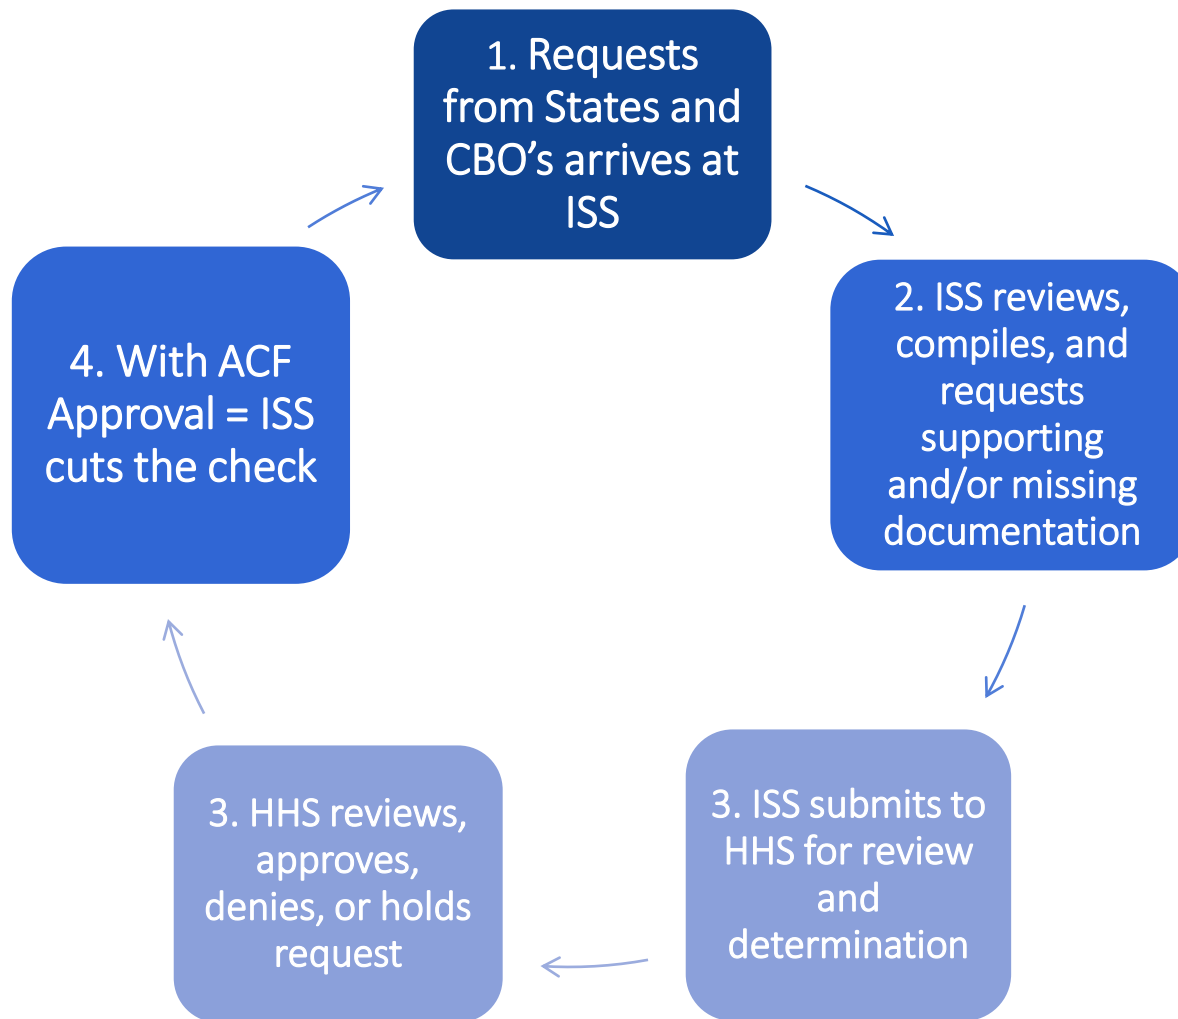 1. Requests
from States and
CBO’s arrives at
ISS
2. ISS reviews,
compiles, and
requests
supporting
and/or missing
documentation
3. ISS submits to
HHS for review
and
determination
3. HHS reviews,
approves,
denies, or holds
request
4. With ACF
Approval = ISS
cuts the check